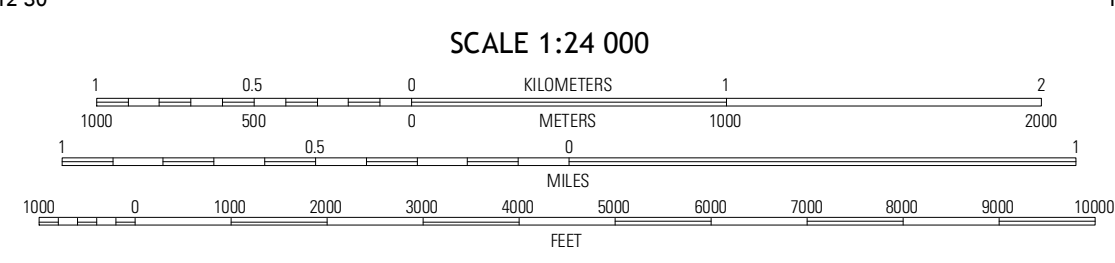 SCALE 1:24 000
1 0.5 0 KILOMETERS 1 2
1000 500 0 METERS 1000 2000
1 0.5 0 1
MILES
1000 0 1000 2000 3000 4000 5000 6000 7000 8000 9000 10000
FEET